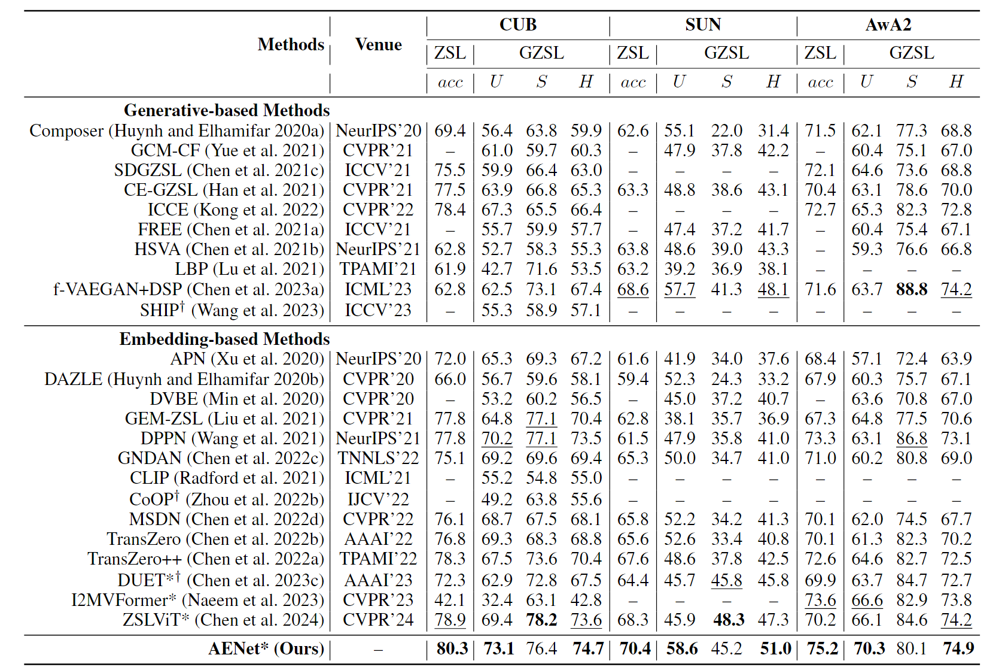 Methods Venue CUB SUN AwA2
ZSL GZSL ZSL GZSL ZSL GZSL
acc U S H acc U S H acc U S H
Generative-based Methods
Composer (Huynh and Elhamifar 2020a) NeurIPS'20 69.4 56.4 63.8 59.9 62.6 55.1 22.0 31.4 71.5 62.1 77.3 68.8
GCM-CF (Yue et al. 2021) CVPR'21 – 61.0 59.7 60.3 – 47.9 37.8 42.2 – 60.4 75.1 67.0
SDGZSL (Chen et al. 2021c) ICCV'21 75.5 59.9 66.4 63.0 – – – – 72.1 64.6 73.6 68.8
CE-GZSL (Han et al. 2021) CVPR'21 77.5 63.9 66.8 65.3 63.3 48.8 38.6 43.1 70.4 63.1 78.6 70.0
ICCE (Kong et al. 2022) CVPR'22 78.4 67.3 65.5 66.4 – – – – 72.7 65.3 82.3 72.8
FREE (Chen et al. 2021a) ICCV'21 – 55.7 59.9 57.7 – 47.4 37.2 41.7 – 60.4 75.4 67.1
HSVA (Chen et al. 2021b) NeurIPS'21 62.8 52.7 58.3 55.3 63.8 48.6 39.0 43.3 – 59.3 76.6 66.8
LBP (Lu et al. 2021) TPAMI'21 61.9 42.7 71.6 53.5 63.2 39.2 36.9 38.1 – – – –
f-VAEGAN+DSP (Chen et al. 2023a) ICML'23 62.8 62.5 73.1 67.4 68.6 57.7 41.3 48.1 71.6 63.7 88.8 74.2
SHIP† (Wang et al. 2023) ICCV'23 – 55.3 58.9 57.1 – – – – – – – –
Embedding-based Methods
APN (Xu et al. 2020) NeurIPS'20 72.0 65.3 69.3 67.2 61.6 41.9 34.0 37.6 68.4 57.1 72.4 63.9
DAZLE (Huynh and Elhamifar 2020b) CVPR'20 66.0 56.7 59.6 58.1 59.4 52.3 24.3 33.2 67.9 60.3 75.7 67.1
DVBE (Min et al. 2020) CVPR'20 – 53.2 60.2 56.5 – 45.0 37.2 40.7 – 63.6 70.8 67.0
GEM-ZSL (Liu et al. 2021) CVPR'21 77.8 64.8 77.1 70.4 62.8 38.1 35.7 36.9 67.3 64.8 77.5 70.6
DPPN (Wang et al. 2021) NeurIPS'21 77.8 70.2 77.1 73.5 61.5 47.9 35.8 41.0 73.3 63.1 86.8 73.1
GNDAN (Chen et al. 2022c) TNNLS'22 75.1 69.2 69.6 69.4 65.3 50.0 34.7 41.0 71.0 60.2 80.8 69.0
CLIP (Radford et al. 2021) ICML'21 – 55.2 54.8 55.0 – – – – – – – –
CoOP† (Zhou et al. 2022b) IJCV'22 – 49.2 63.8 55.6 – – – – – – – –
MSDN (Chen et al. 2022d) CVPR'22 76.1 68.7 67.5 68.1 65.8 52.2 34.2 41.3 70.1 62.0 74.5 67.7
TransZero (Chen et al. 2022b) AAAI'22 76.8 69.3 68.3 68.8 65.6 52.6 33.4 40.8 70.1 61.3 82.3 70.2
TransZero++ (Chen et al. 2022a) TPAMI'22 78.3 67.5 73.6 70.4 67.6 48.6 37.8 42.5 72.6 64.6 82.7 72.5
DUET*† (Chen et al. 2023c) AAAI'23 72.3 62.9 72.8 67.5 64.4 45.7 45.8 45.8 69.9 63.7 84.7 72.7
I2MVFormer* (Naeem et al. 2023) CVPR'23 42.1 32.4 63.1 42.8 – – – – 73.6 66.6 82.9 73.8
ZSLViT* (Chen et al. 2024) CVPR'24 78.9 69.4 78.2 73.6 68.3 45.9 48.3 47.3 70.2 66.1 84.6 74.2
AENet* (Ours) – 80.3 73.1 76.4 74.7 70.4 58.6 45.2 51.0 75.2 70.3 80.1 74.9